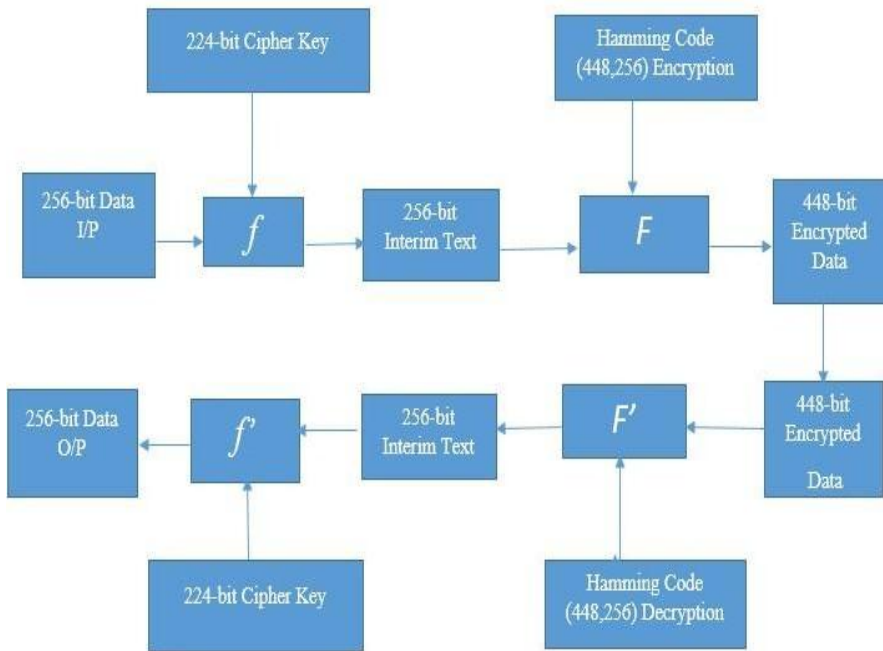 224-bit Cipher Key
Hamming Code
(448,256) Encryption
256-bit Data
I/P
f
256-bit
Interim Text
F
448-bit
Encrypted
Data
256-bit Data
O/P
f’
256-bit
Interim Text
F’
448-bit
Encrypted
Data
224-bit Cipher Key
Hamming Code
(448,256) Decryption